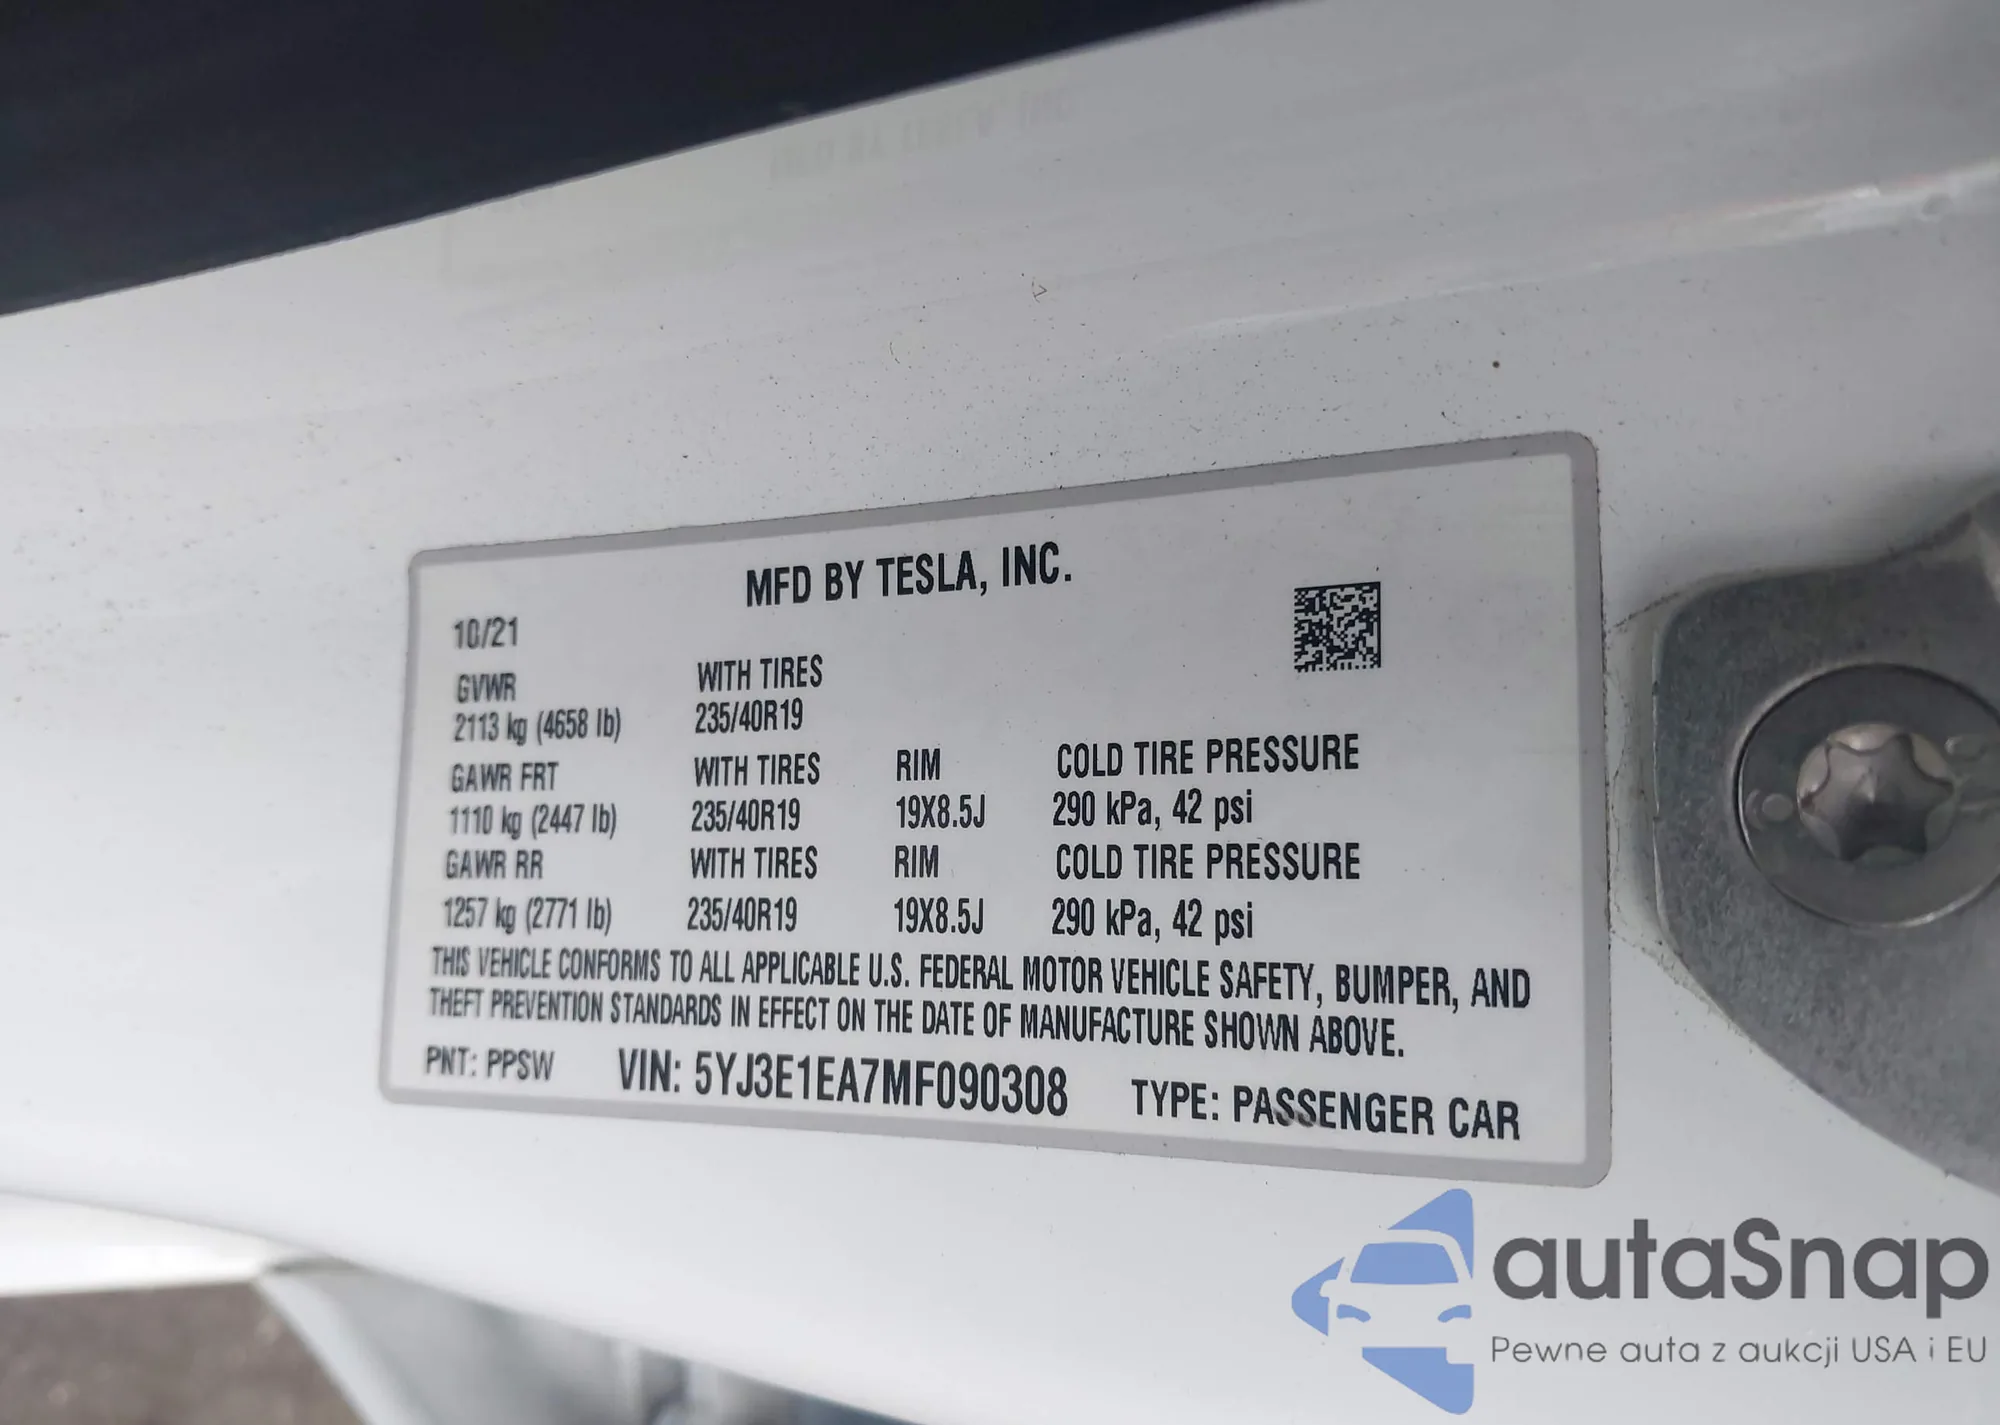 MFD BY TESLA, INC.
10/21
GVWR WITH TIRES
2113 kg (4658 lb) 235/40R19
GAWR FRT WITH TIRES RIM COLD TIRE PRESSURE
1110 kg (2447 lb) 235/40R19 19X8.5J 290 kPa, 42 psi
GAWR RR WITH TIRES RIM COLD TIRE PRESSURE
1257 kg (2771 lb) 235/40R19 19X8.5J 290 kPa, 42 psi
THIS VEHICLE CONFORMS TO ALL APPLICABLE U.S. FEDERAL MOTOR VEHICLE SAFETY, BUMPER, AND
THEFT PREVENTION STANDARDS IN EFFECT ON THE DATE OF MANUFACTURE SHOWN ABOVE.
PNT: PPSW VIN: 5YJ3E1EA7MF090308 TYPE: PASSENGER CAR
autaSnap
Pewne auta z aukcji USA i EU